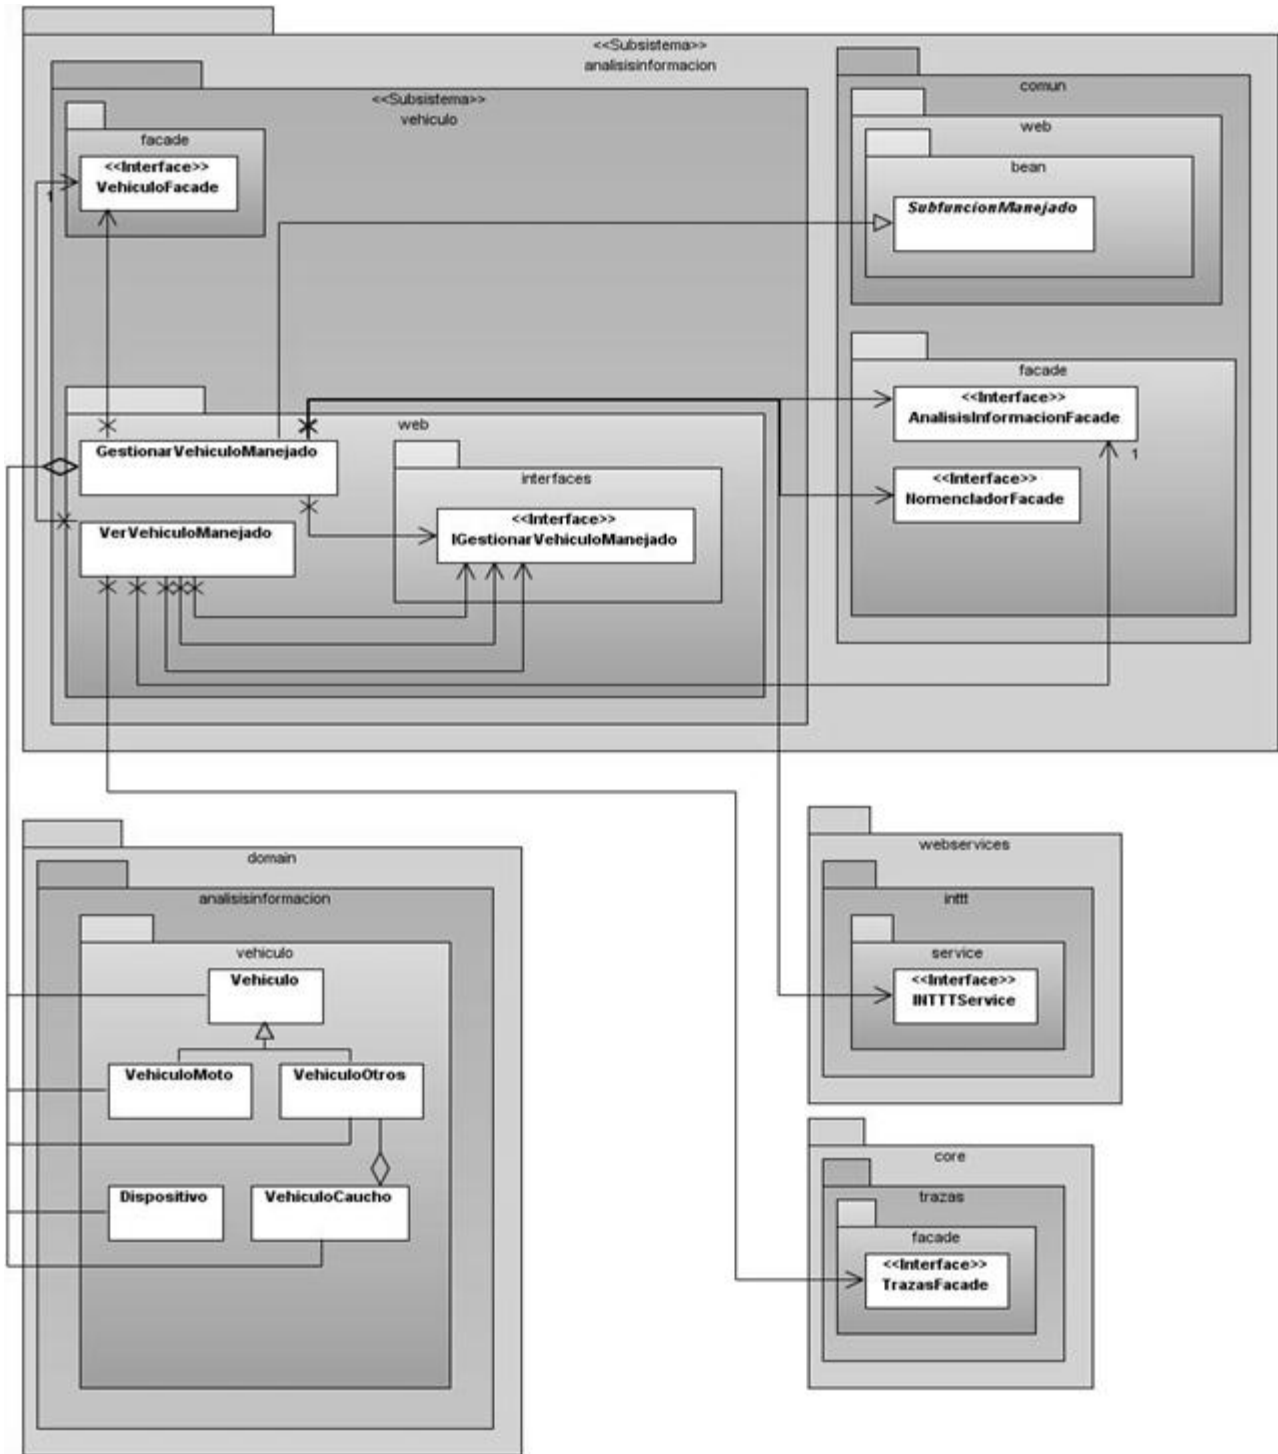 <<Subsistema>>
analisisinformacion
<<Subsistema>>
vehiculo
facade
<<Interface>>
VehiculoFacade
1
comun
web
bean
SubfuncionManejado
facade
<<Interface>>
AnalisisInformacionFacade
1
<<Interface>>
NomencladorFacade
web
GestionarVehiculoManejado
VerVehiculoManejado
interfaces
<<Interface>>
IGestionarVehiculoManejado
domain
analisisinformacion
vehiculo
Vehiculo
VehiculoMoto
VehiculoOtros
Dispositivo
VehiculoCaucho
webservices
inttt
service
<<Interface>>
INTTTService
core
trazas
facade
<<Interface>>
TrazasFacade